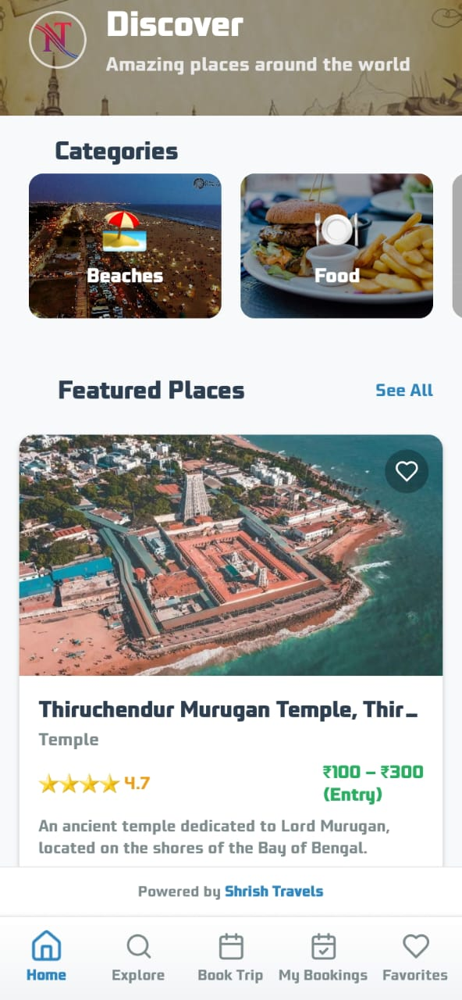 NT
Discover
Amazing places around the world
Categories
Beaches
Food
Featured Places
See All
Thiruchendur Murugan Temple, Thir...
Temple
4.7
₹100 – ₹300
(Entry)
An ancient temple dedicated to Lord Murugan,
located on the shores of the Bay of Bengal.
Powered by Shrish Travels
Home
Explore
Book Trip
My Bookings
Favorites